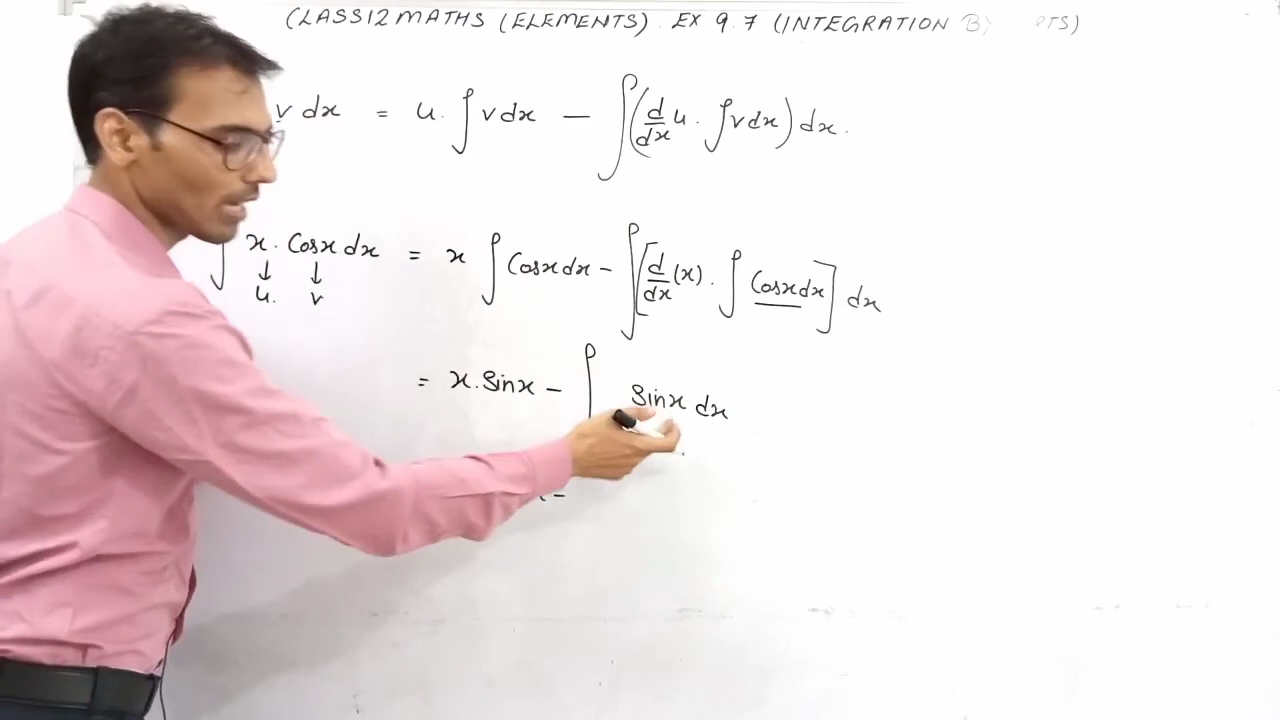 CLASS12 MATHS (ELEMENTS). EX 9.7 (INTEGRATION B
v dx = u. ∫ v dx — ∫(d/dx u . ∫v dx) dx.
∫ x . Cosx dx = x ∫ Cosx dx - ∫[d/dx (x) . ∫ Cosx dx] dx
↓ ↓
u. v
= x. Sinx - ∫ Sinx dx
-